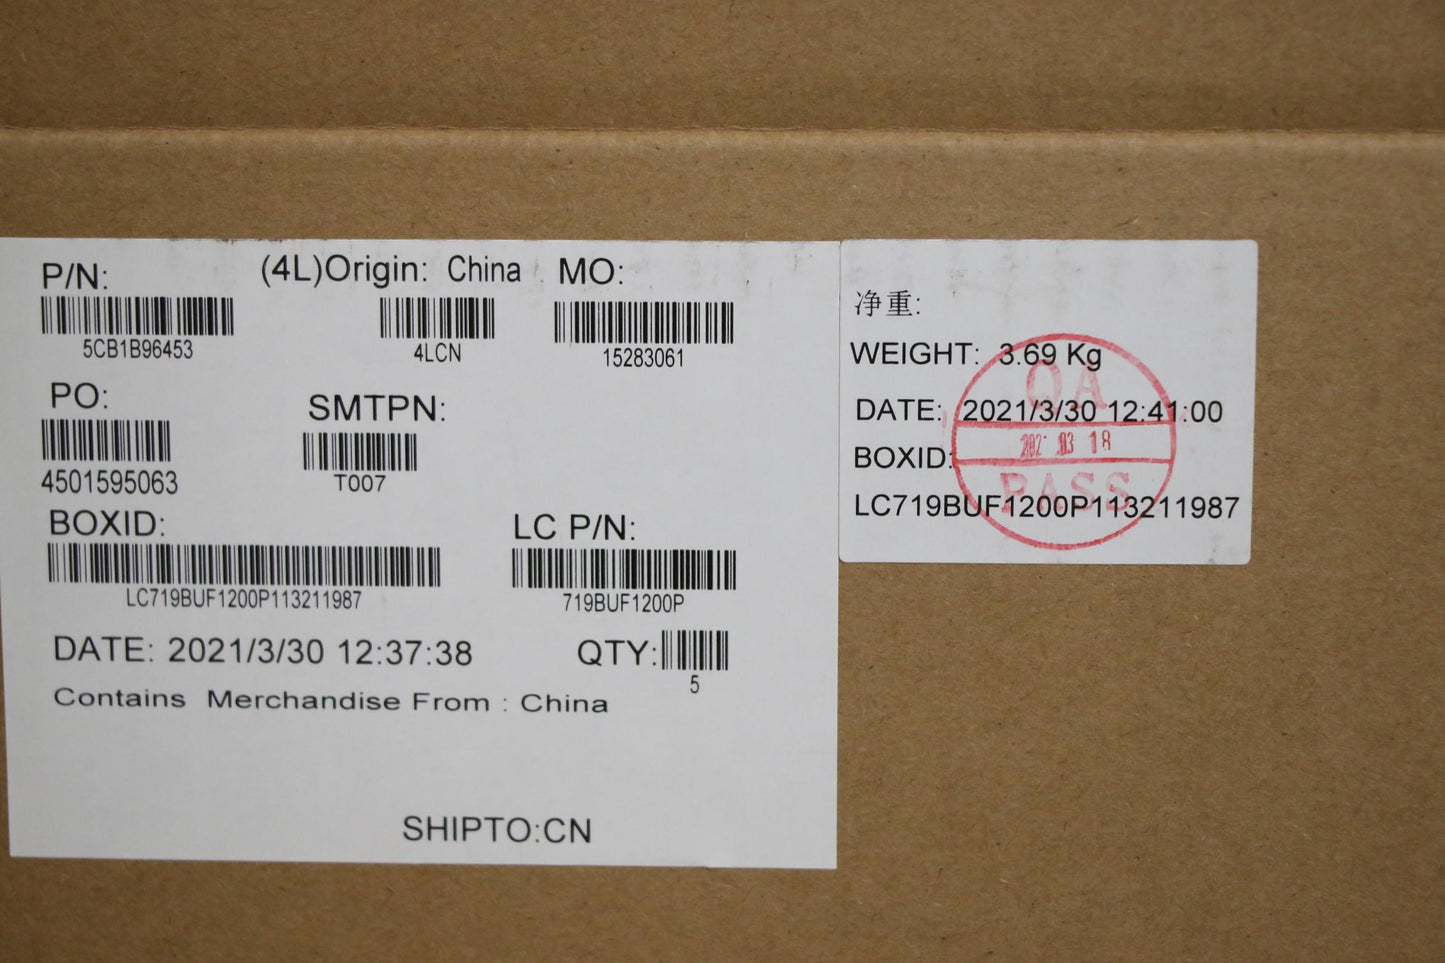 P/N:
5CB1B96453
(4L)Origin: China
4LCN
MO:
15283061
PO:
4501595063
SMTPN:
T007
BOXID:
LC719BUF1200P113211987
LC P/N:
719BUF1200P
DATE: 2021/3/30 12:37:38
QTY:
5
Contains Merchandise From : China
SHIPTO:CN
净重:
WEIGHT: 3.69 Kg
DATE: 2021/3/30 12:41:00
BOXID:
LC719BUF1200P113211987
QA
03 18
PASS